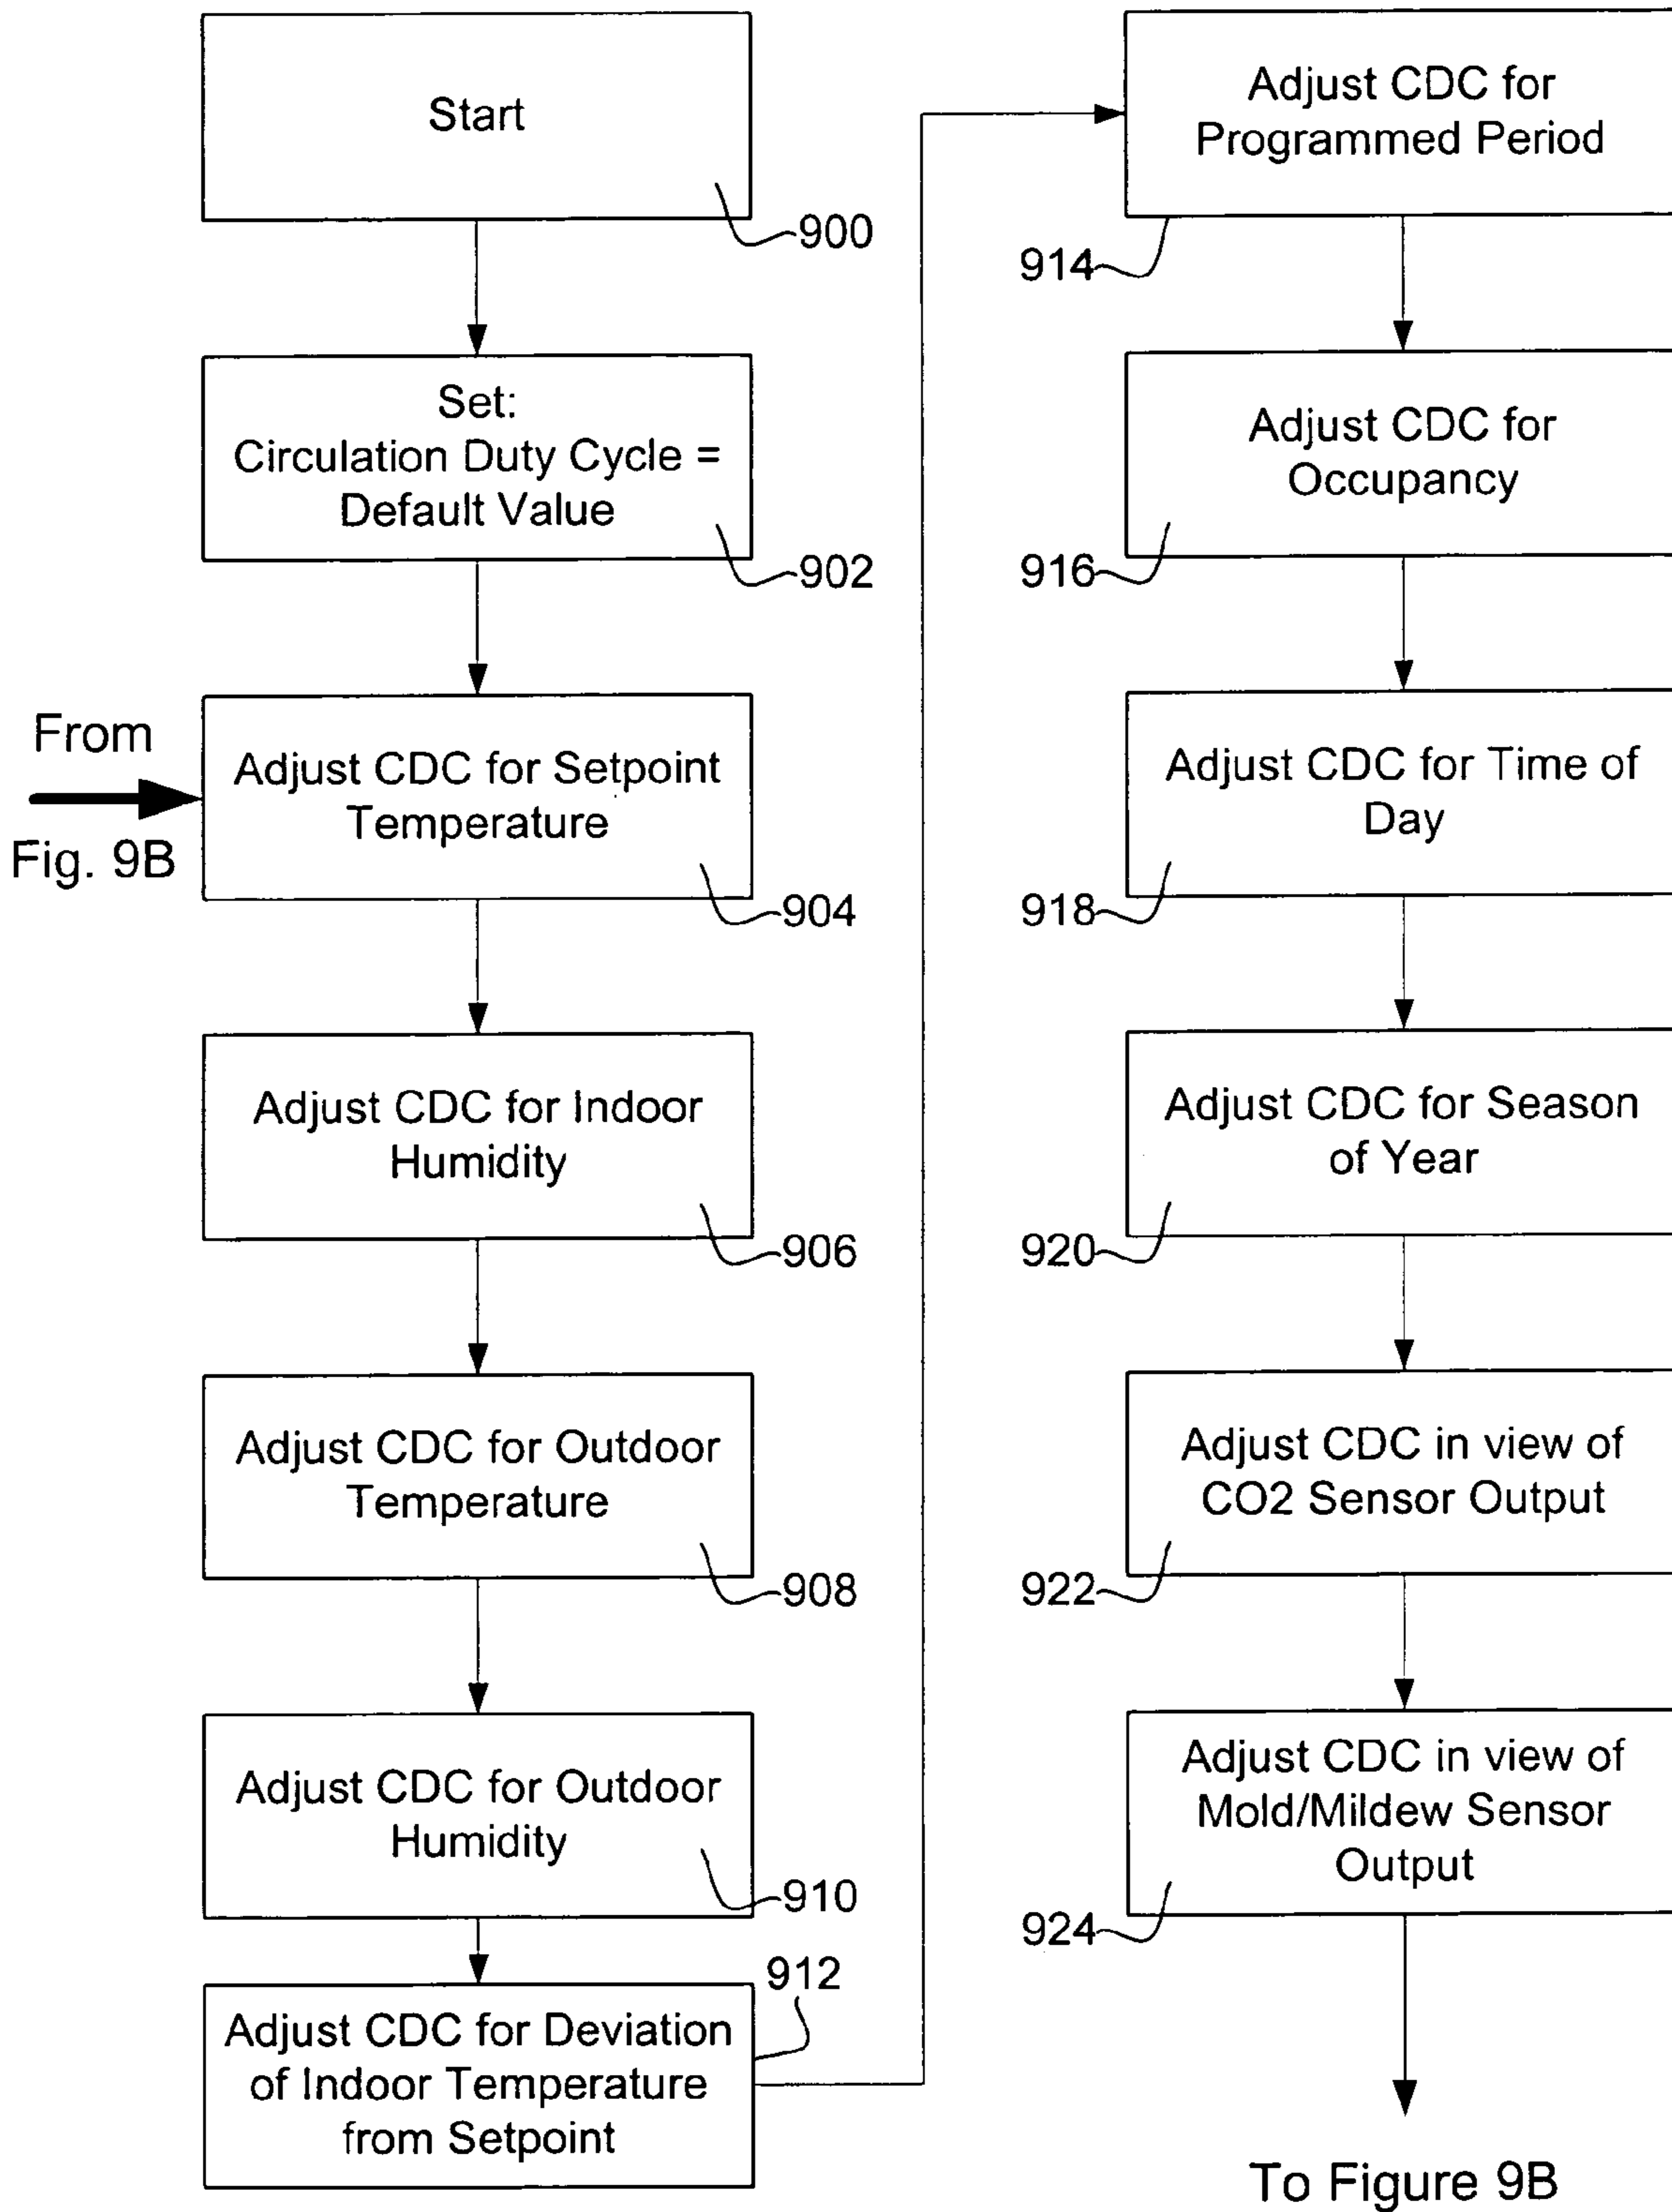 Start
900
Set:
Circulation Duty Cycle =
Default Value
902
From
Fig. 9B
Adjust CDC for Setpoint
Temperature
904
Adjust CDC for Indoor
Humidity
906
Adjust CDC for Outdoor
Temperature
908
Adjust CDC for Outdoor
Humidity
910
912
Adjust CDC for Deviation
of Indoor Temperature
from Setpoint
Adjust CDC for
Programmed Period
914
Adjust CDC for
Occupancy
916
Adjust CDC for Time of
Day
918
Adjust CDC for Season
of Year
920
Adjust CDC in view of
CO2 Sensor Output
922
Adjust CDC in view of
Mold/Mildew Sensor
Output
924
To Figure 9B